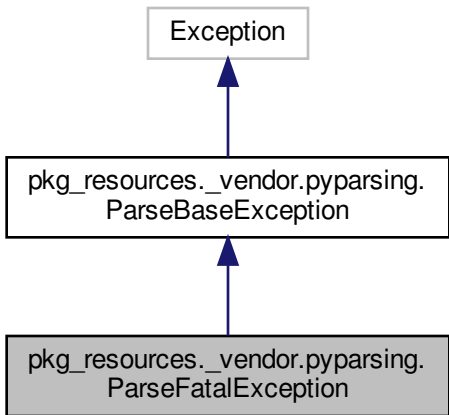 Exception
pkg_resources._vendor.pyparsing.
ParseBaseException
pkg_resources._vendor.pyparsing.
ParseFatalException